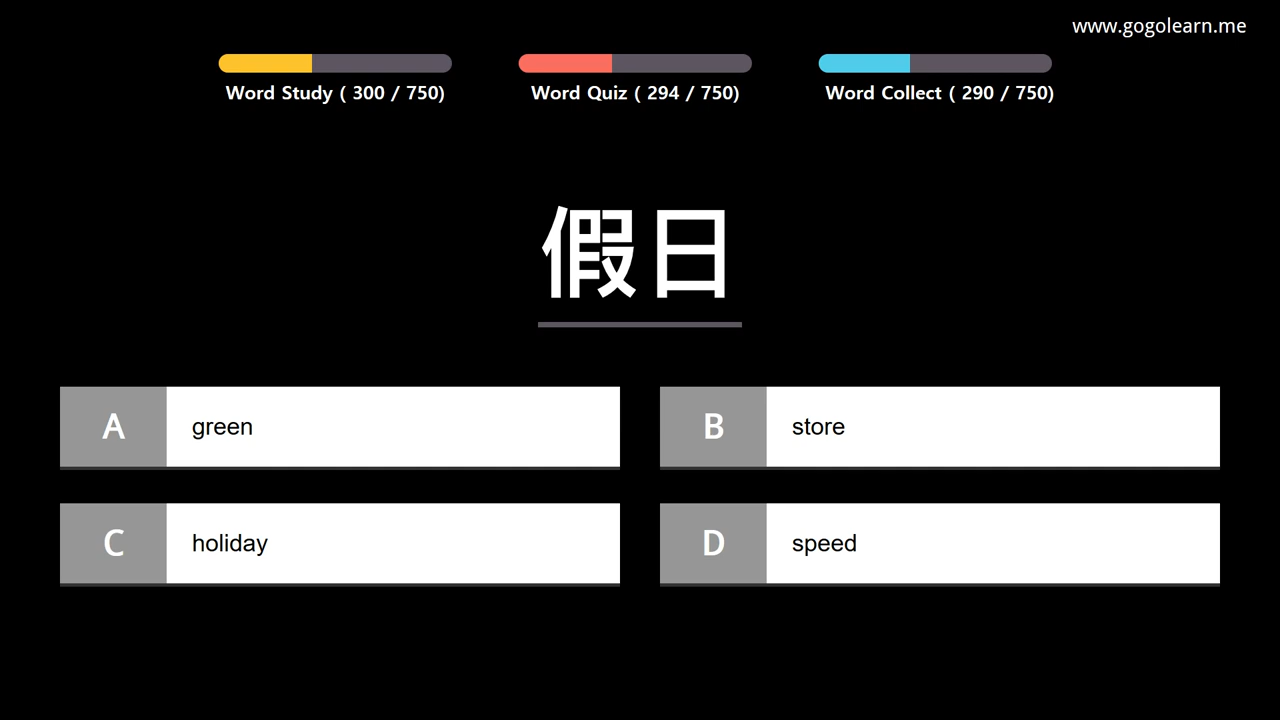 www.gogolearn.me
Word Study ( 300 / 750)
Word Quiz ( 294 / 750)
Word Collect ( 290 / 750)
假日
A green
B store
C holiday
D speed